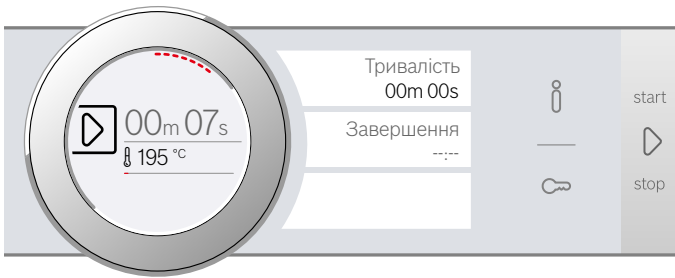 00m 07s
195 °C
Тривалість
00m 00s
Завершення
--:--
start
stop